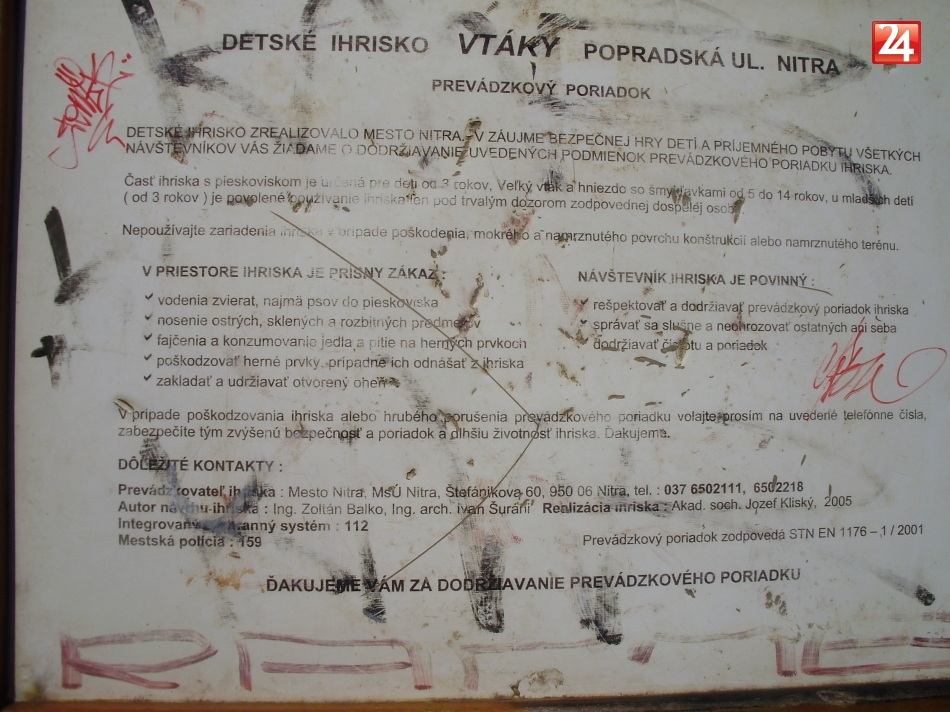 24
DETSKÉ IHRISKO VTÁKY POPRADSKÁ UL. NITRA
PREVÁDZKOVÝ PORIADOK
DETSKÉ IHRISKO ZREALIZOVALO MESTO NITRA. V ZÁUJME BEZPEČNEJ HRY DETÍ A PRÍJEMNÉHO POBYTU VŠETKÝCH
NÁVŠTEVNÍKOV VÁS ŽIADAME O DODRŽIAVANIE UVEDENÝCH PODMIENOK PREVÁDZKOVÉHO PORIADKU IHRISKA.
Časť ihriska s pieskoviskom je určená pre deti od 3 rokov, Veľký vták a hniezdo so šmýkľavkami od 5 do 14 rokov, u mladších detí
( od 3 rokov ) je povolené používanie ihriska len pod trvalým dozorom zodpovednej dospelej osoby.
Nepoužívajte zariadenia ihriska v prípade poškodenia, mokrého a namrznutého povrchu konštrukcií alebo namrznutého terénu.
V PRIESTORE IHRISKA JE PRÍSNY ZÁKAZ :
vodenia zvierat, najmä psov do pieskoviska
nosenie ostrých, sklených a rozbitných predmetov
fajčenia a konzumovanie jedla a pitie na herných prvkoch
poškodzovať herné prvky, prípadne ich odnášať z ihriska
zakladať a udržiavať otvorený oheň
NÁVŠTEVNÍK IHRISKA JE POVINNÝ :
rešpektovať a dodržiavať prevádzkový poriadok ihriska
správať sa slušne a neohrozovať ostatných ani seba
dodržiavať čistotu a poriadok
V prípade poškodzovania ihriska alebo hrubého porušenia prevádzkového poriadku volajte prosím na uvedené telefónne čísla,
zabezpečíte tým zvýšenú bezpečnosť a poriadok a dlhšiu životnosť ihriska. Ďakujeme.
DÔLEŽITÉ KONTAKTY :
Prevádzkovateľ ihriska : Mesto Nitra, MsÚ Nitra, Štefánikova 60, 950 06 Nitra, tel. : 037 6502111, 6502218
Autor návrhu ihriska : Ing. Zoltán Balko, Ing. arch. Ivan Šuráni Realizácia ihriska : Akad. soch. Jozef Kliský, 2005
Integrovaný záchranný systém : 112
Mestská polícia : 159
Prevádzkový poriadok zodpovedá STN EN 1176 – 1 / 2001
ĎAKUJEME VÁM ZA DODRŽIAVANIE PREVÁDZKOVÉHO PORIADKU